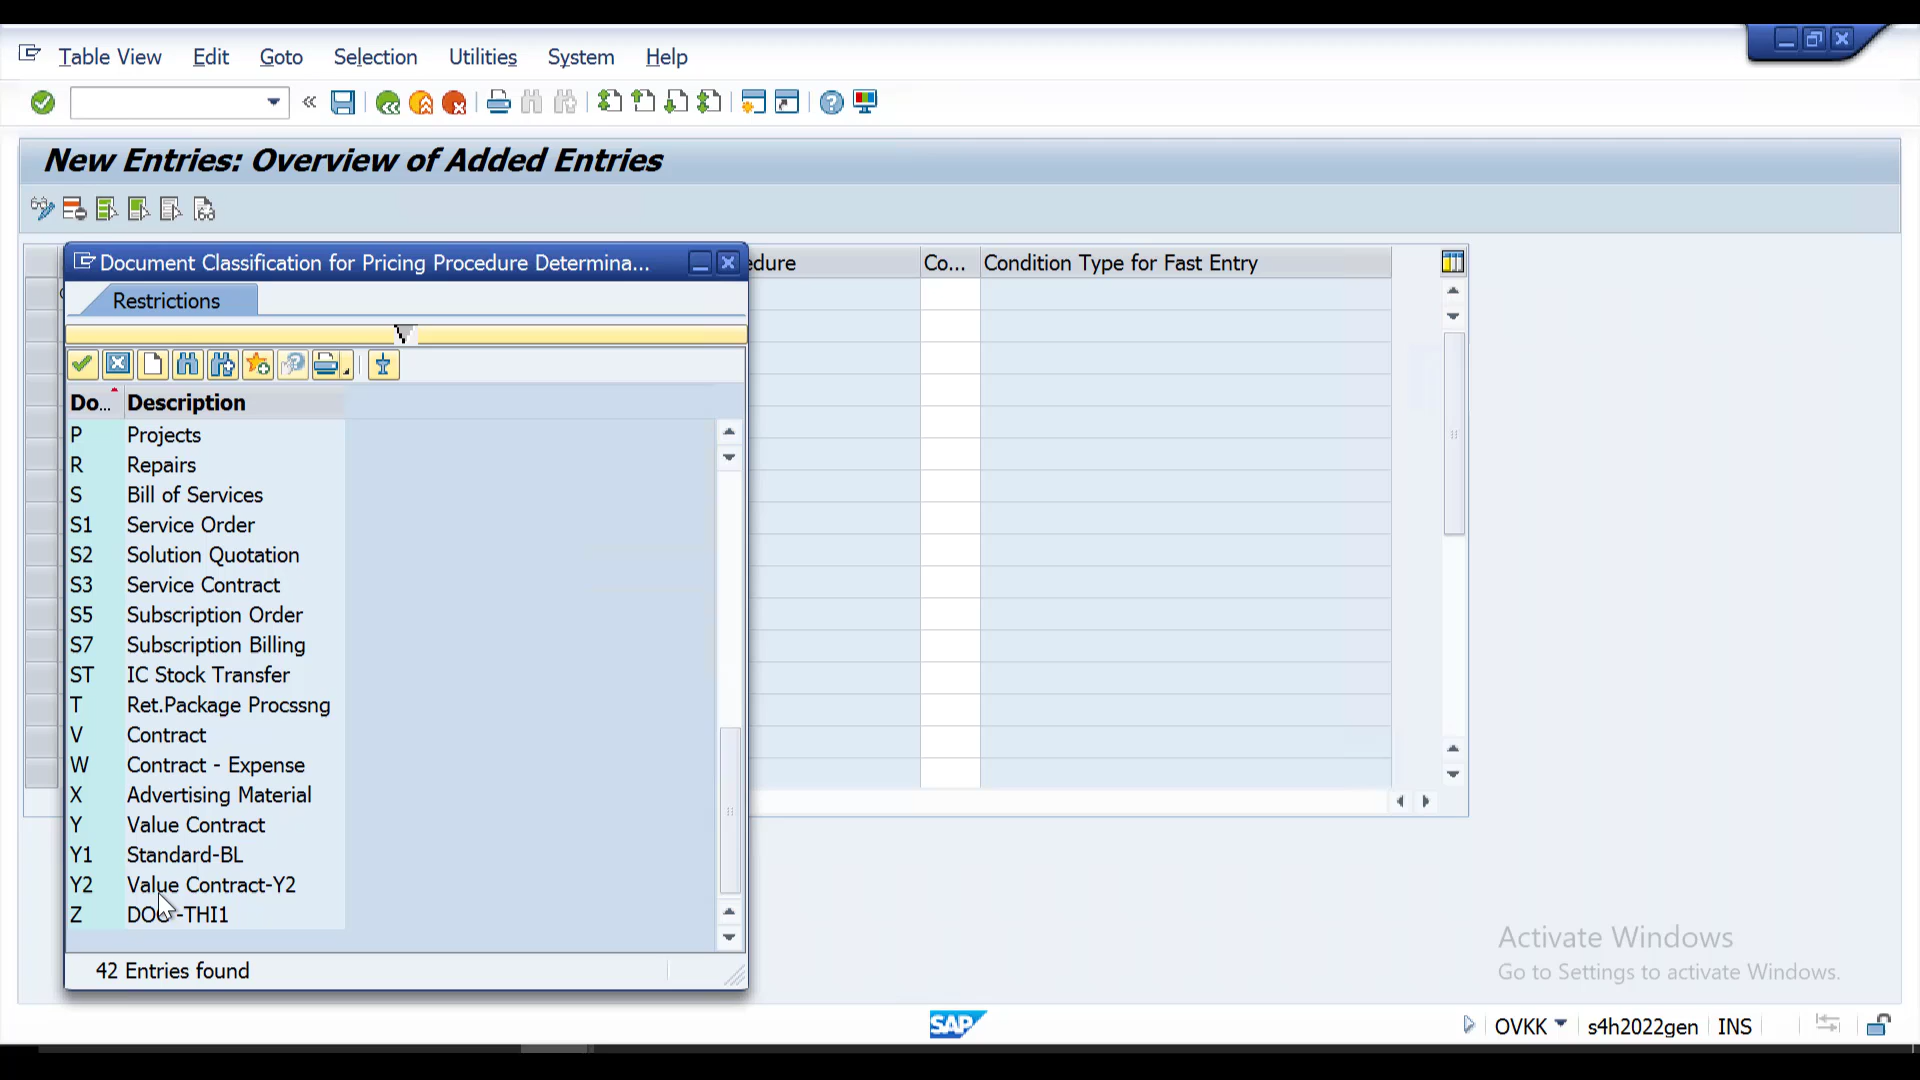 Table View Edit Goto Selection Utilities System Help
New Entries: Overview of Added Entries
Document Classification for Pricing Procedure Determina...
edure Co... Condition Type for Fast Entry
Restrictions
Do... Description
P Projects
R Repairs
S Bill of Services
S1 Service Order
S2 Solution Quotation
S3 Service Contract
S5 Subscription Order
S7 Subscription Billing
ST IC Stock Transfer
T Ret.Package Procssng
V Contract
W Contract - Expense
X Advertising Material
Y Value Contract
Y1 Standard-BL
Y2 Value Contract-Y2
Z -THI1
42 Entries found
Activate Windows
Go to Settings to activate Windows.
SAP
OVKK s4h2022gen INS